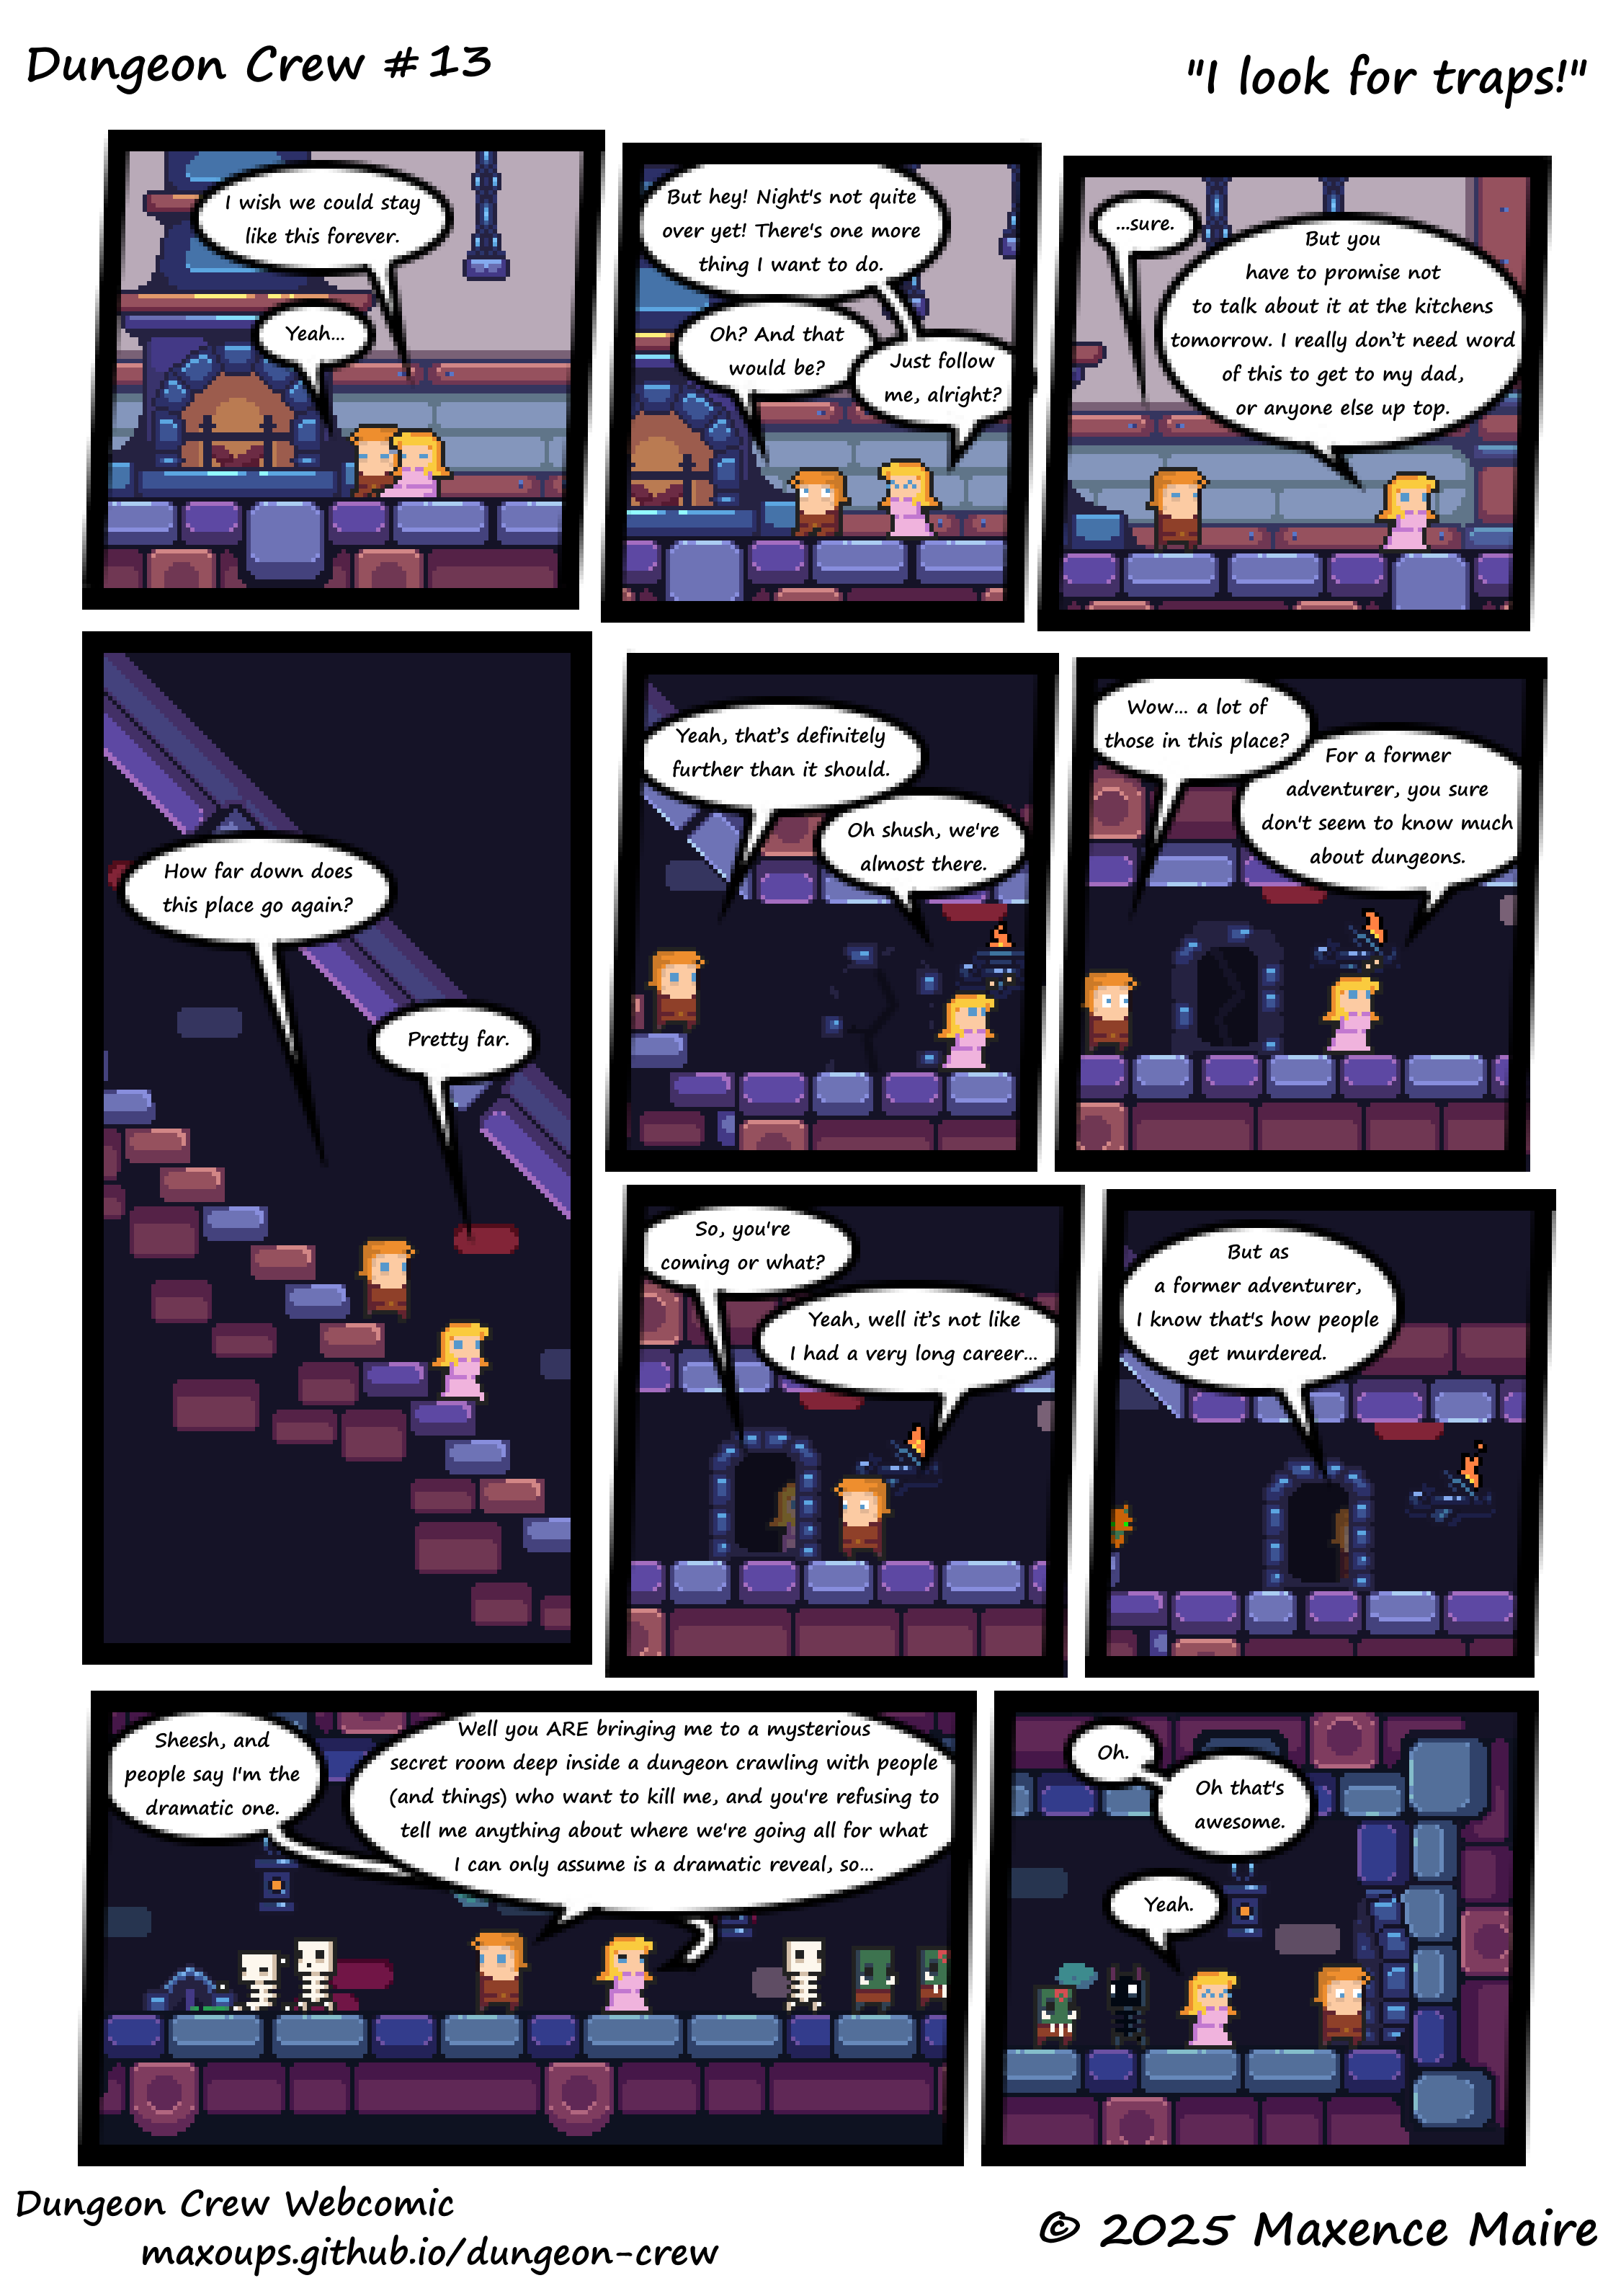 Dungeon Crew #13
"I look for traps!"
I wish we could stay
like this forever.
Yeah...
But hey! Night's not quite
over yet! There's one more
thing I want to do.
Oh? And that
would be?
Just follow
me, alright?
...sure.
But you
have to promise not
to talk about it at the kitchens
tomorrow. I really don’t need word
of this to get to my dad,
or anyone else up top.
How far down does
this place go again?
Pretty far.
Yeah, that’s definitely
further than it should.
Oh shush, we're
almost there.
Wow... a lot of
those in this place?
For a former
adventurer, you sure
don't seem to know much
about dungeons.
So, you're
coming or what?
Yeah, well it’s not like
I had a very long career...
But as
a former adventurer,
I know that's how people
get murdered.
Sheesh, and
people say I'm the
dramatic one.
Well you ARE bringing me to a mysterious
secret room deep inside a dungeon crawling with people
(and things) who want to kill me, and you're refusing to
tell me anything about where we're going all for what
I can only assume is a dramatic reveal, so...
Oh.
Oh that's
awesome.
Yeah.
Dungeon Crew Webcomic
maxoups.github.io/dungeon-crew
© 2025 Maxence Maire